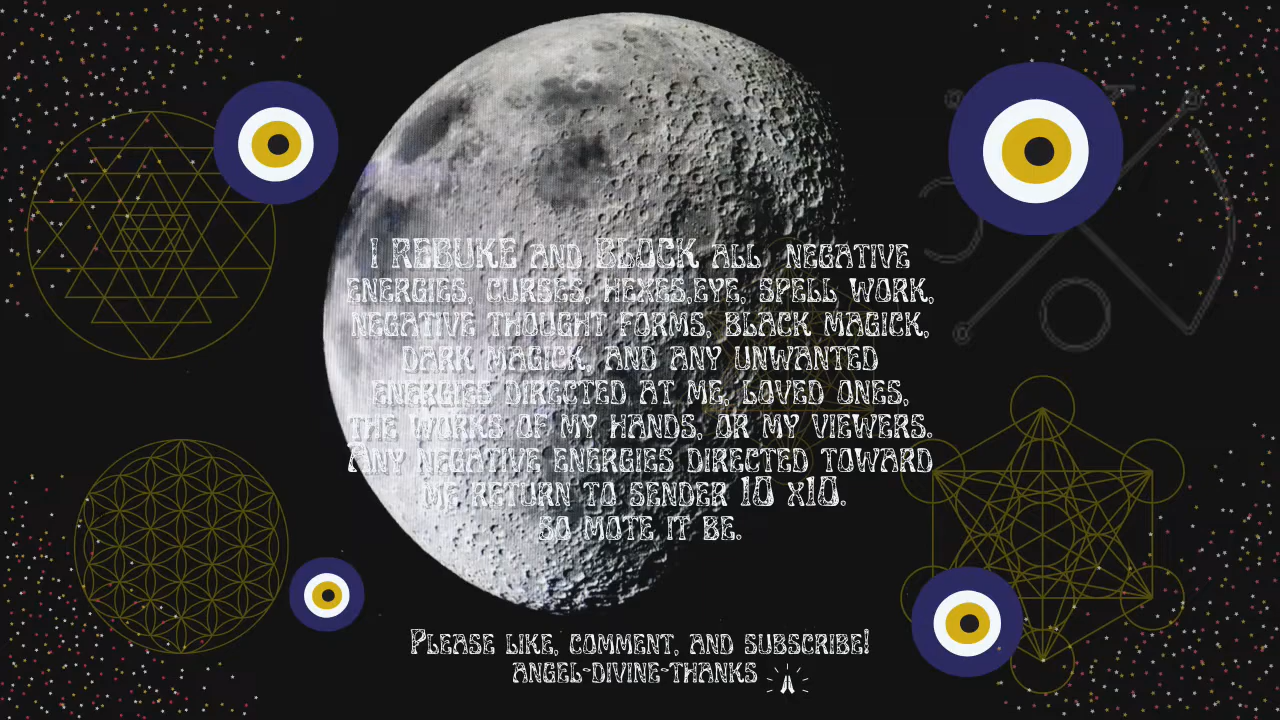 I REBUKE AND BLOCK ALL NEGATIVE
ENERGIES, CURSES, HEXES,EYE, SPELL WORK,
NEGATIVE THOUGHT FORMS, BLACK MAGICK,
DARK MAGICK, AND ANY UNWANTED
ENERGIES DIRECTED AT ME, LOVED ONES,
THE WORKS OF MY HANDS, OR MY VIEWERS.
ANY NEGATIVE ENERGIES DIRECTED TOWARD
ME RETURN TO SENDER 10 X10.
SO MOTE IT BE.
PLEASE LIKE, COMMENT, AND SUBSCRIBE!
ANGEL-DIVINE-THANKS